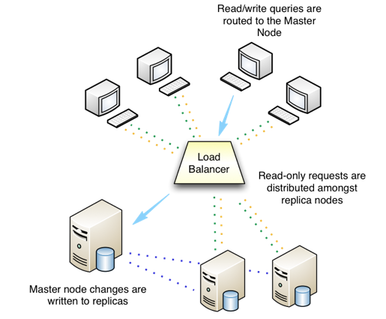 Read/write queries are
routed to the Master
Node
Load
Balancer
Read-only requests are
distributed amongst
replica nodes
Master node changes are
written to replicas